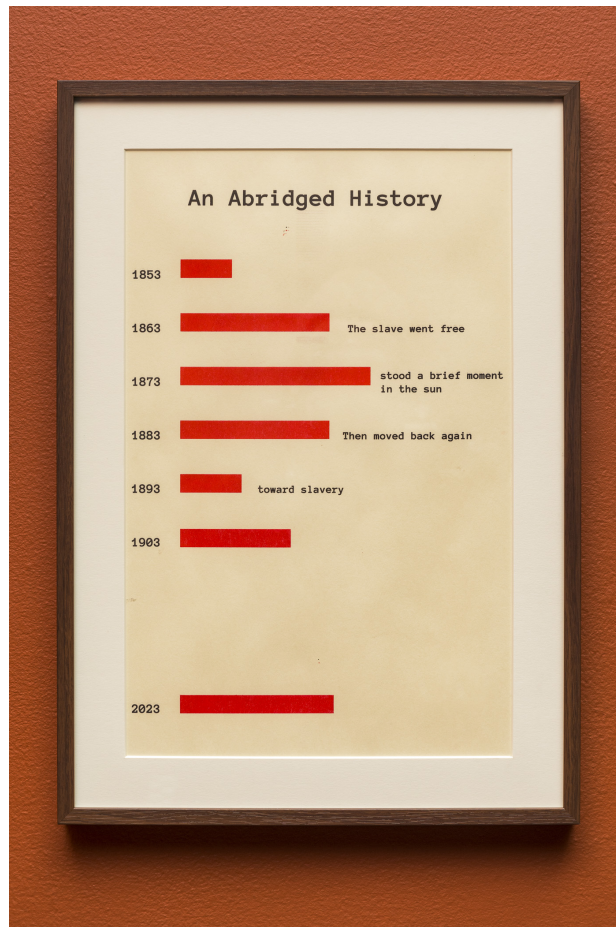 An Abridged History
1853
1863 The slave went free
1873 stood a brief moment
in the sun
1883 Then moved back again
1893 toward slavery
1903
2023